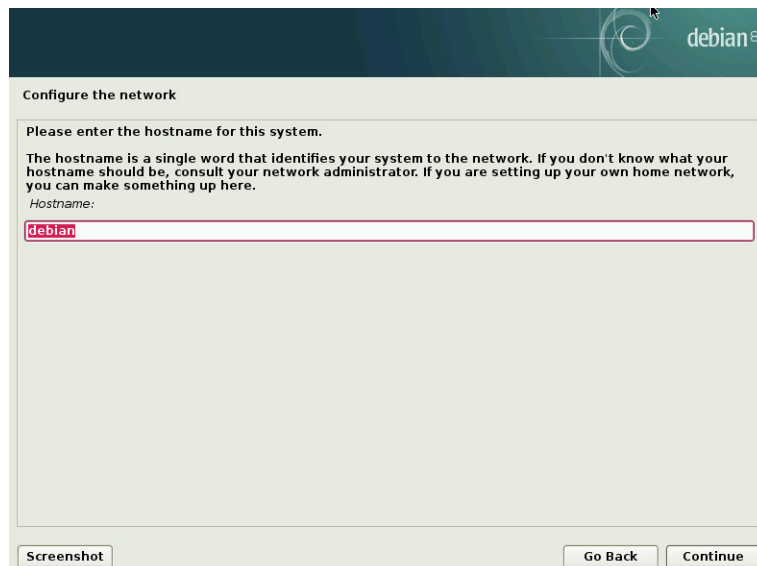 debian 8
Configure the network
Please enter the hostname for this system.
The hostname is a single word that identifies your system to the network. If you don't know what your
hostname should be, consult your network administrator. If you are setting up your own home network,
you can make something up here.
Hostname:
debian
Screenshot
Go Back
Continue